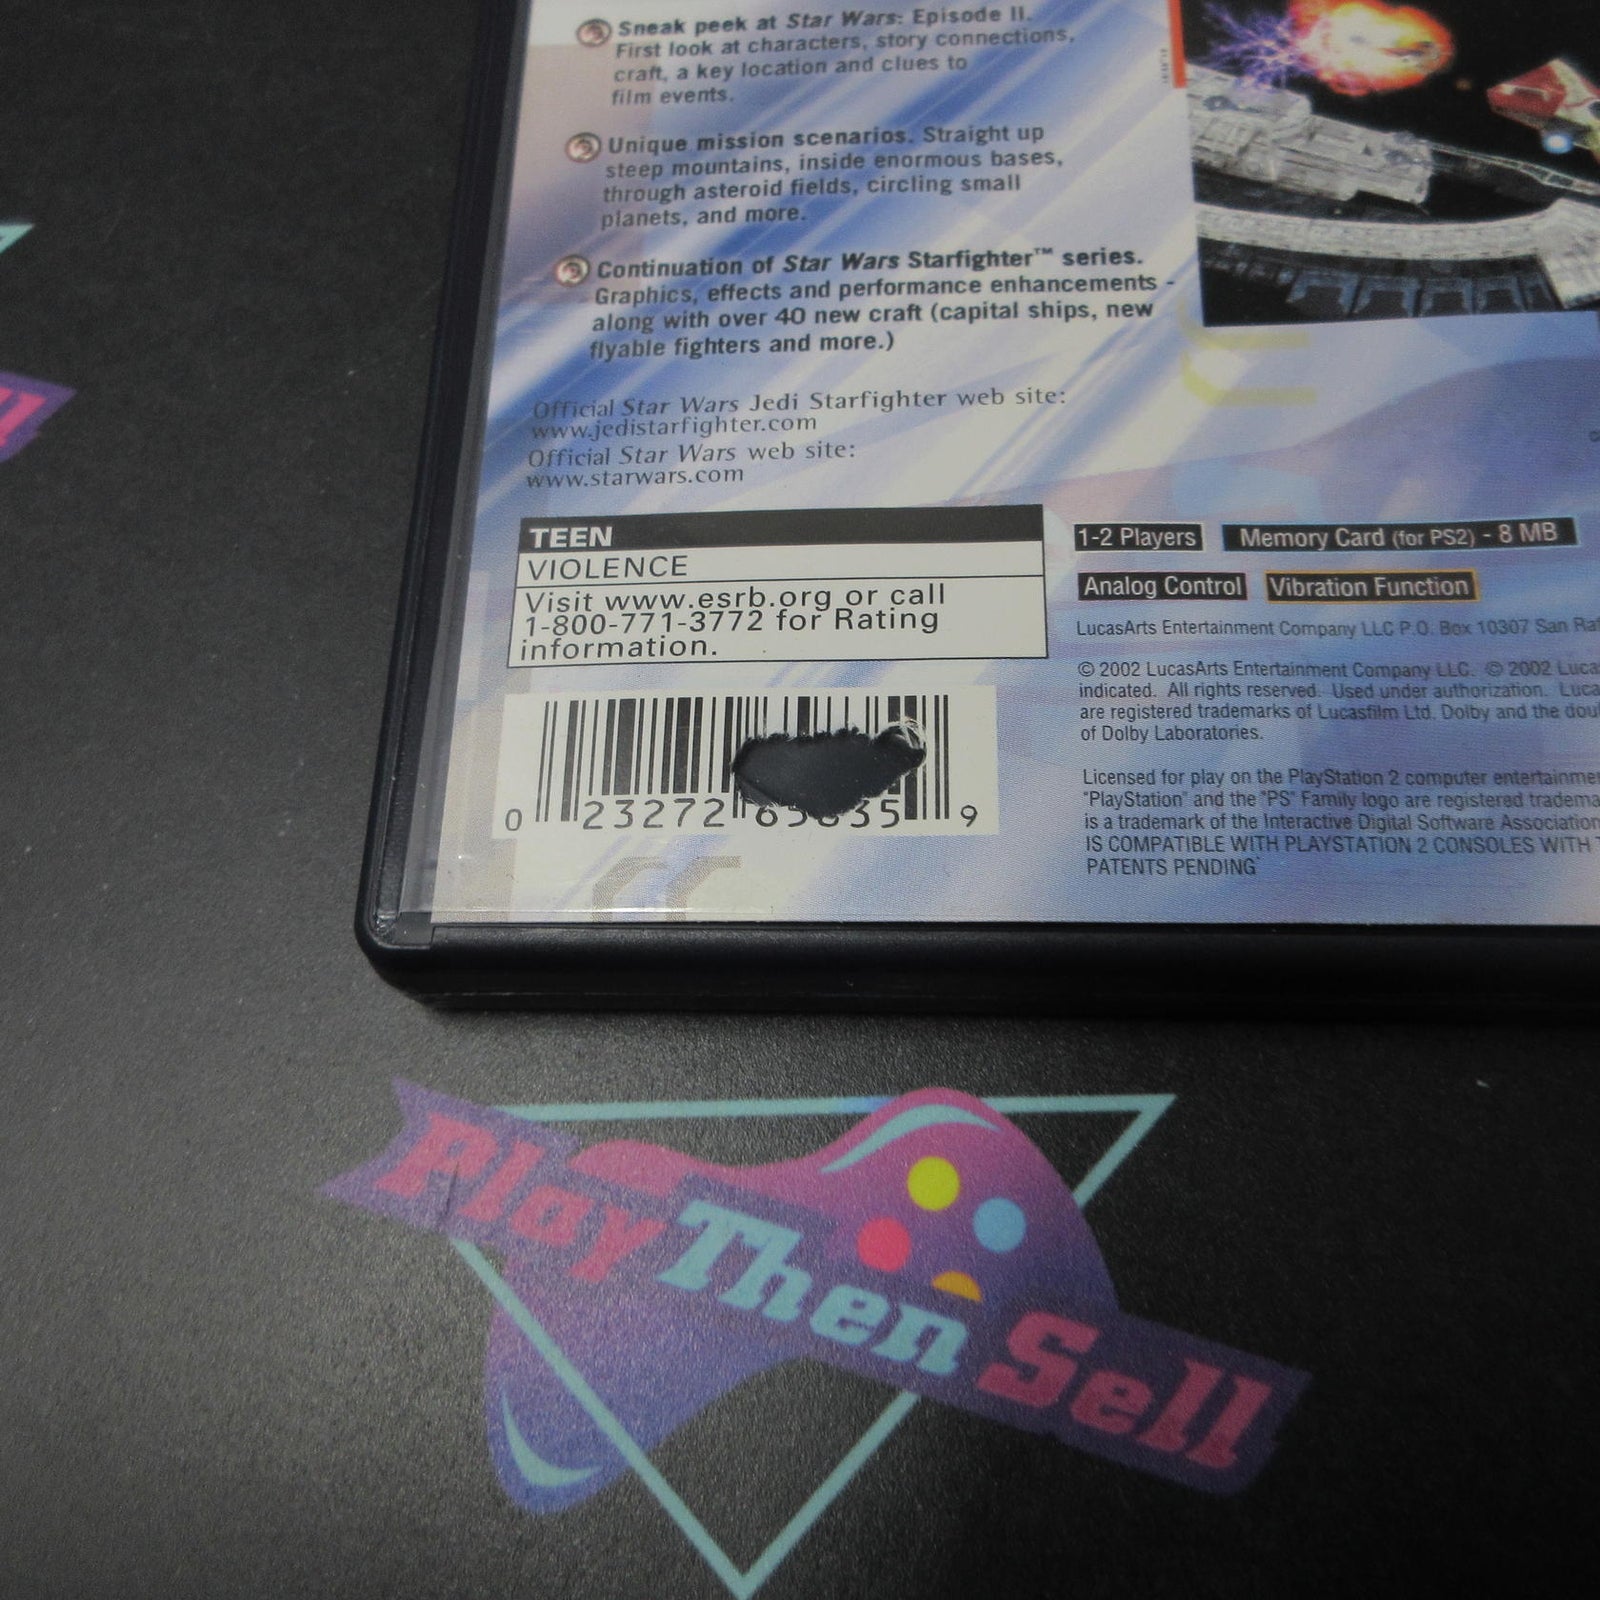 Sneak peek at Star Wars: Episode II.
First look at characters, story connections,
craft, a key location and clues to
film events.
Unique mission scenarios. Straight up
steep mountains, inside enormous bases,
through asteroid fields, circling small
planets, and more.
Continuation of Star Wars Starfighter™ series.
Graphics, effects and performance enhancements -
along with over 40 new craft (capital ships, new
flyable fighters and more.)
Official Star Wars Jedi Starfighter web site:
www.jedistarfighter.com
Official Star Wars web site:
www.starwars.com
TEEN
VIOLENCE
Visit www.esrb.org or call
1-800-771-3772 for Rating
information.
0 23272 9
1-2 Players Memory Card (for PS2) - 8 MB
Analog Control Vibration Function
LucasArts Entertainment Company LLC P.O. Box 10307 San
© 2002 LucasArts Entertainment Company LLC. © 2002
indicated. All rights reserved. Used under authorization.
are registered trademarks of Lucasfilm Ltd. Dolby and the
of Dolby Laboratories.
Licensed for play on the PlayStation 2 computer
"PlayStation" and the "PS" Family logo are registered
is a trademark of the Interactive Digital Software Association
IS COMPATIBLE WITH PLAYSTATION 2 CONSOLES WITH
PATENTS PENDING
Play Then Sell